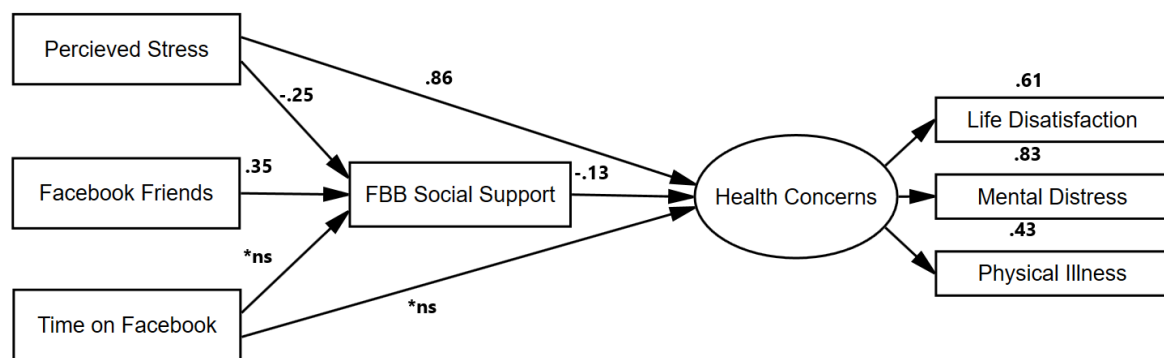 Percieved Stress
.86
-.25
.61
Life Disatisfaction
Facebook Friends
.35
FBB Social Support
-.13
Health Concerns
.83
Mental Distress
.43
Physical Illness
*ns
*ns
Time on Facebook